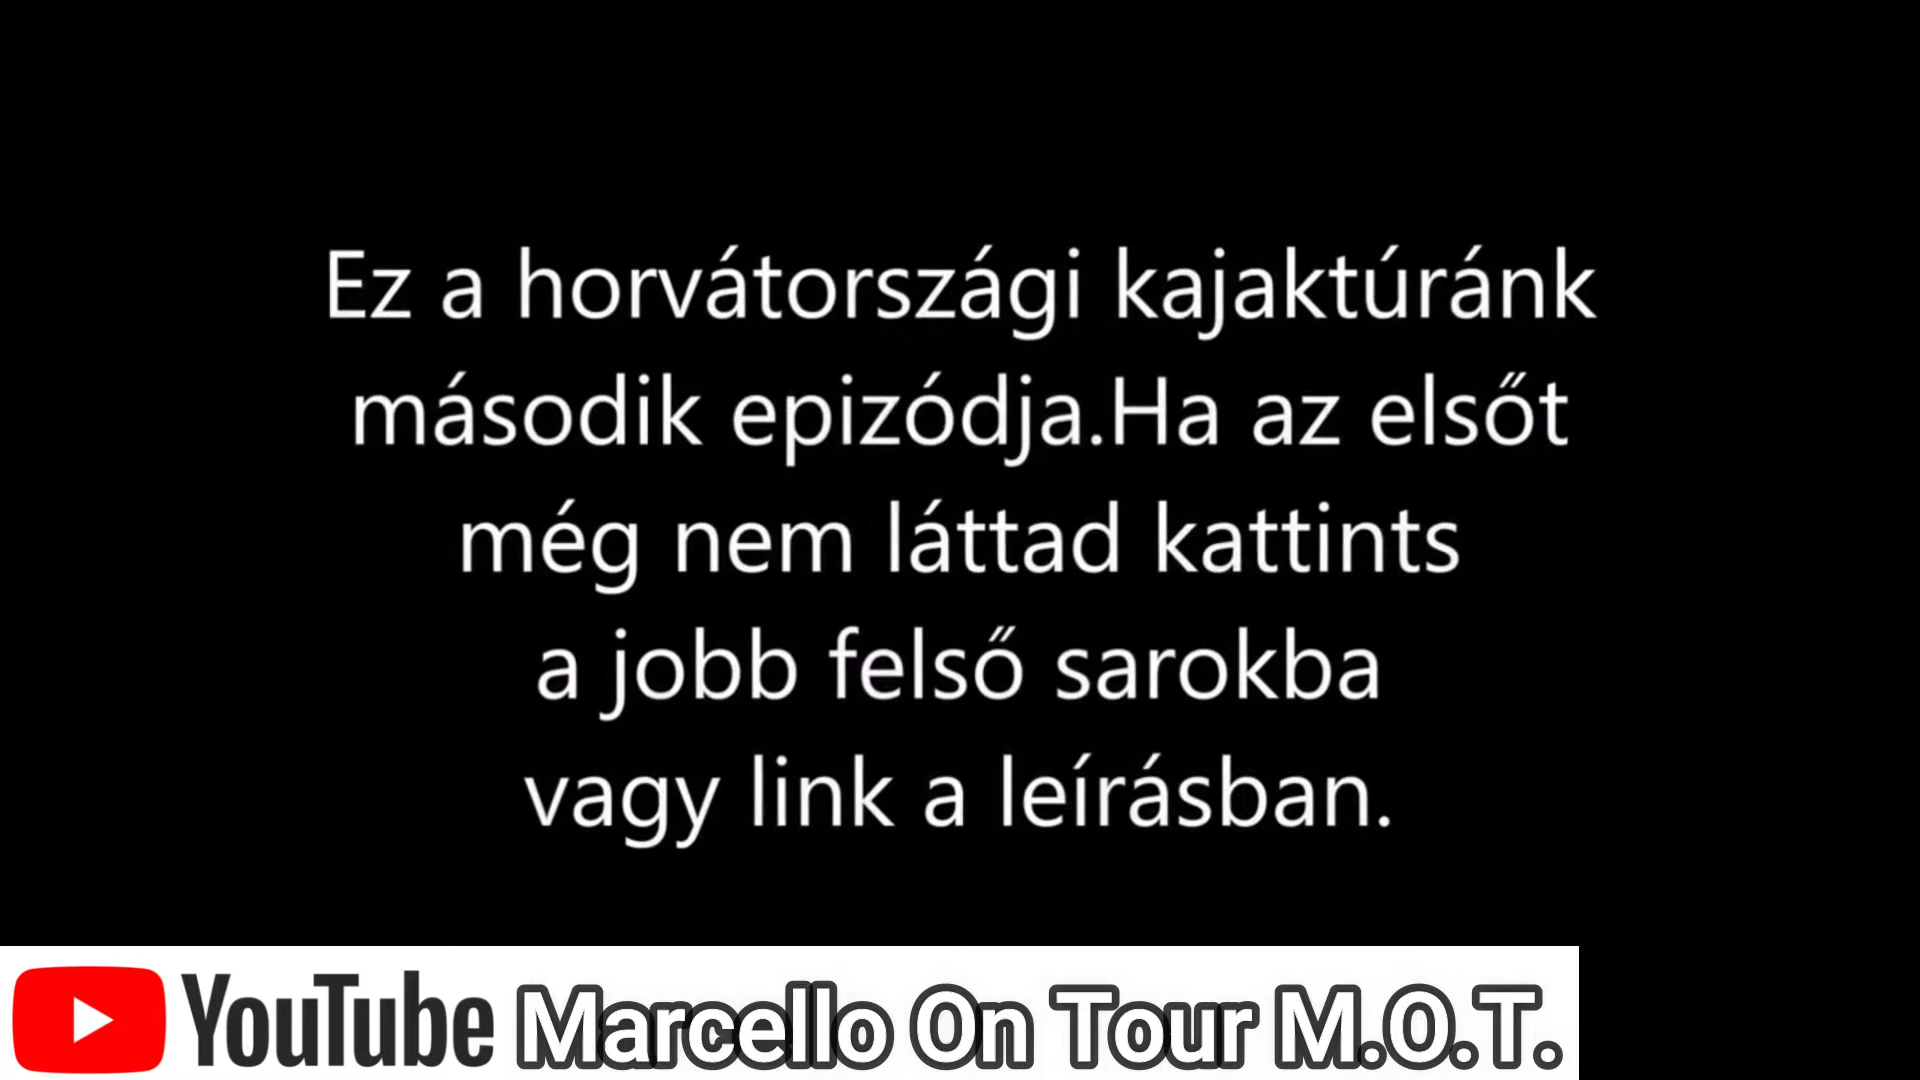 Ez a horvátországi kajaktúránk
második epizódja.Ha az elsőt
még nem láttad kattints
a jobb felső sarokba
vagy link a leírásban.
YouTube Marcello On Tour M.O.T.